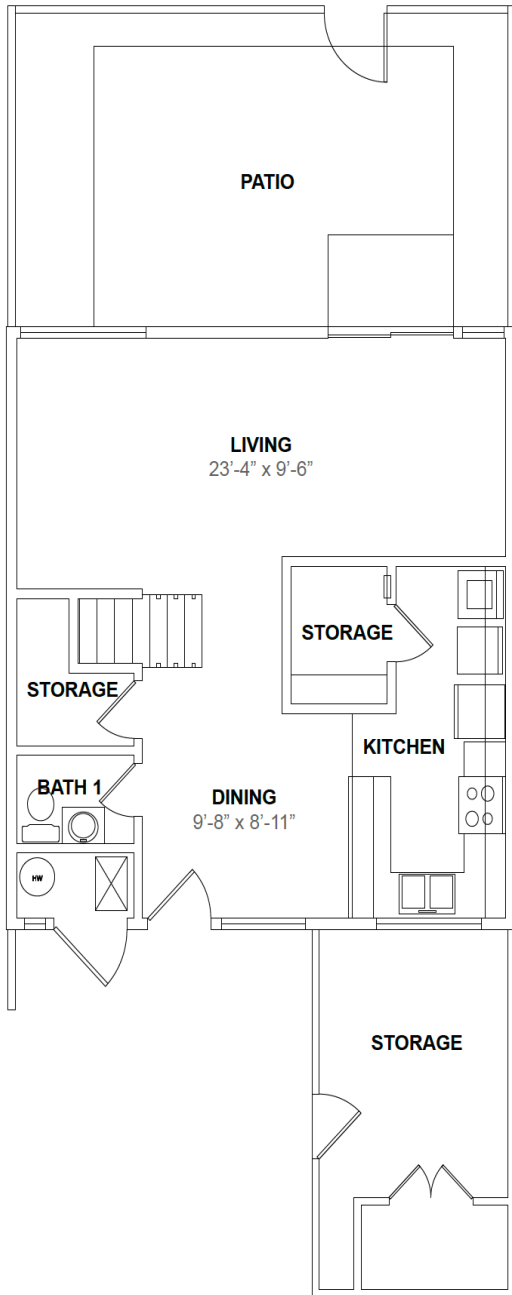 PATIO
LIVING
23’-4” x 9’-6”
STORAGE
STORAGE
KITCHEN
BATH 1
DINING
9’-8” x 8’-11”
HW
STORAGE